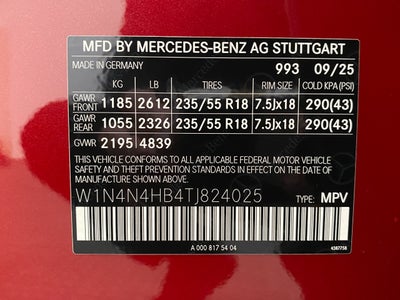 MFD BY MERCEDES-BENZ AG STUTTGART
MADE IN GERMANY 993 09/25
KG LB TIRES RIM SIZE COLD KPA(PSI)
GAWR FRONT 1185 2612 235/55 R18 7.5Jx18 290(43)
GAWR REAR 1055 2326 235/55 R18 7.5Jx18 290(43)
GVWR 2195 4839
THIS VEHICLE CONFORMS TO ALL APPLICABLE FEDERAL MOTOR VEHICLE
SAFETY AND THEFT PREVENTION STANDARDS IN EFFECT ON THE DATE
OF MANUFACTURE SHOWN ABOVE.
W1N4N4HB4TJ824025 TYPE: MPV
A 000 817 54 04 4387758